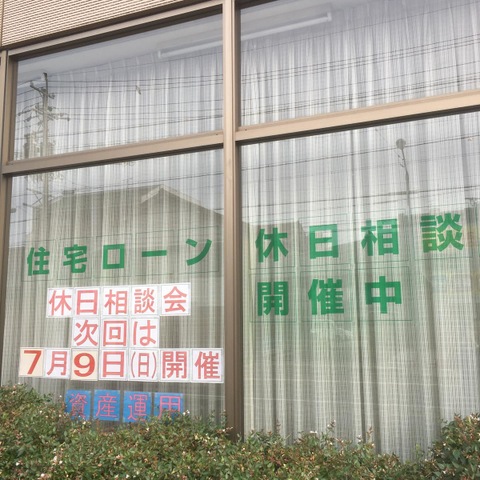 住宅ローン 休日相談
開催中
休日相談会
次回は
7月9日(日)開催
資産運用